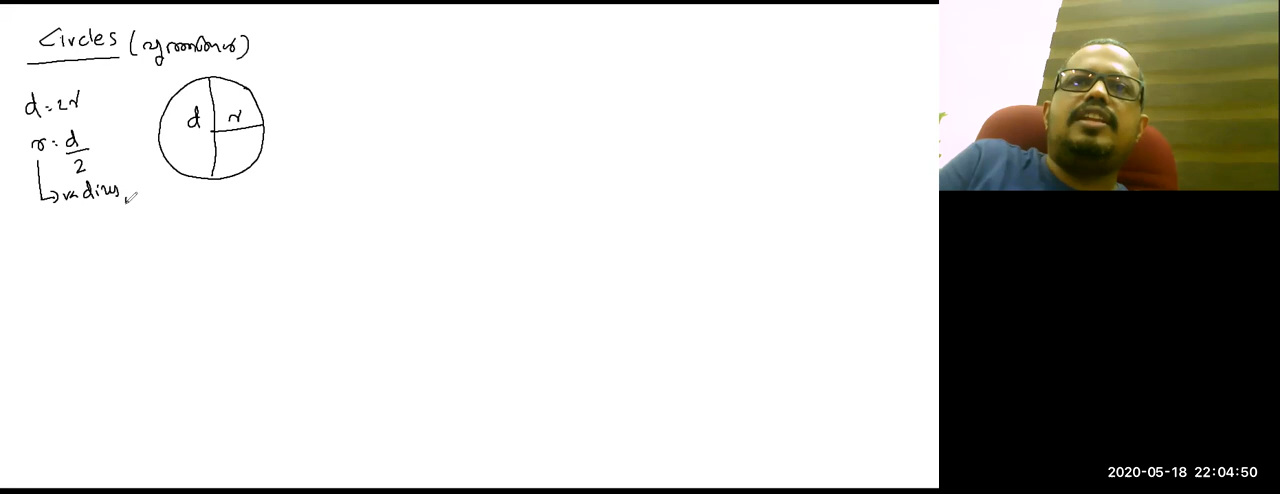 Circles (വൃത്തങ്ങൾ)
d = 2r
d r
r = d/2
radius
2020-05-18 22:04:50